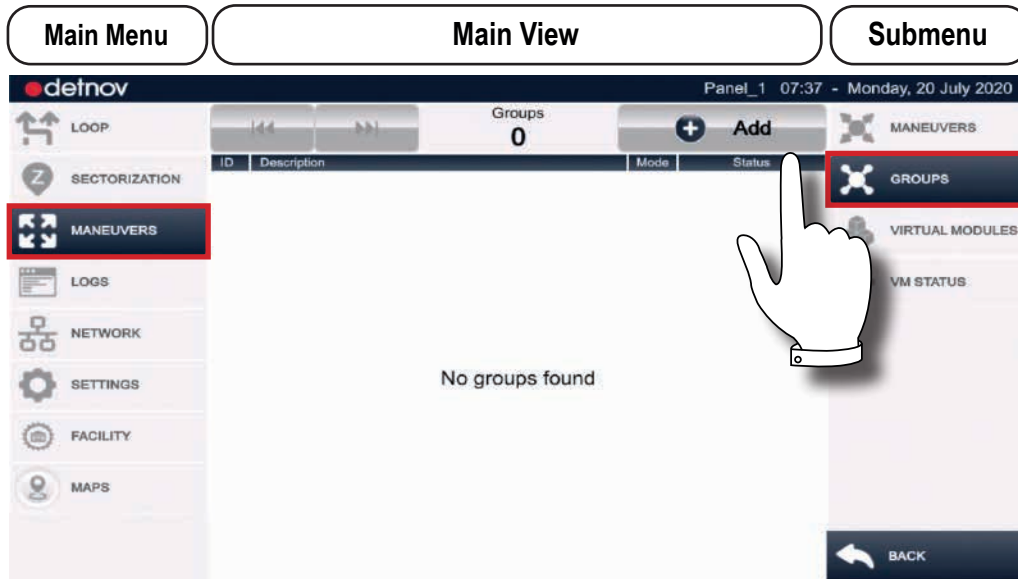 Main Menu
Main View
Submenu
detnov
Panel_1 07:37 - Monday, 20 July 2020
LOOP
SECTORIZATION
Z
MANEUVERS
LOGS
NETWORK
SETTINGS
FACILITY
MAPS
Groups
0
Add
ID Description Mode Status
No groups found
MANEUVERS
GROUPS
VIRTUAL MODULES
VM STATUS
BACK